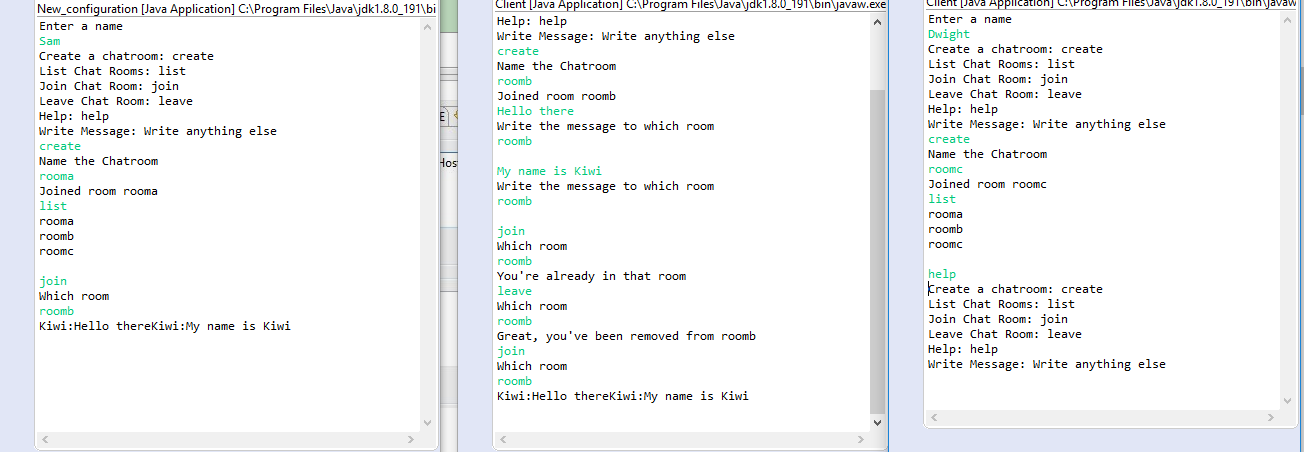 New_configuration [Java Application] C:\Program Files\Java\jdk1.8.0_191\bi
Enter a name
Sam
Create a chatroom: create
List Chat Rooms: list
Join Chat Room: join
Leave Chat Room: leave
Help: help
Write Message: Write anything else
create
Name the Chatroom
rooma
Joined room rooma
list
rooma
roomb
roomc
join
Which room
roomb
Kiwi:Hello thereKiwi:My name is Kiwi
E
Hos
Client [Java Application] C:\Program Files\Java\jdk1.8.0_191\bin\javaw.exe
Help: help
Write Message: Write anything else
create
Name the Chatroom
roomb
Joined room roomb
Hello there
Write the message to which room
roomb
My name is Kiwi
Write the message to which room
roomb
join
Which room
roomb
You're already in that room
leave
Which room
roomb
Great, you've been removed from roomb
join
Which room
roomb
Kiwi:Hello thereKiwi:My name is Kiwi
Client [Java Application] C:\Program Files\Java\jdk1.8.0_191\bin\javaw
Enter a name
Dwight
Create a chatroom: create
List Chat Rooms: list
Join Chat Room: join
Leave Chat Room: leave
Help: help
Write Message: Write anything else
create
Name the Chatroom
roomc
Joined room roomc
list
rooma
roomb
roomc
help
Create a chatroom: create
List Chat Rooms: list
Join Chat Room: join
Leave Chat Room: leave
Help: help
Write Message: Write anything else